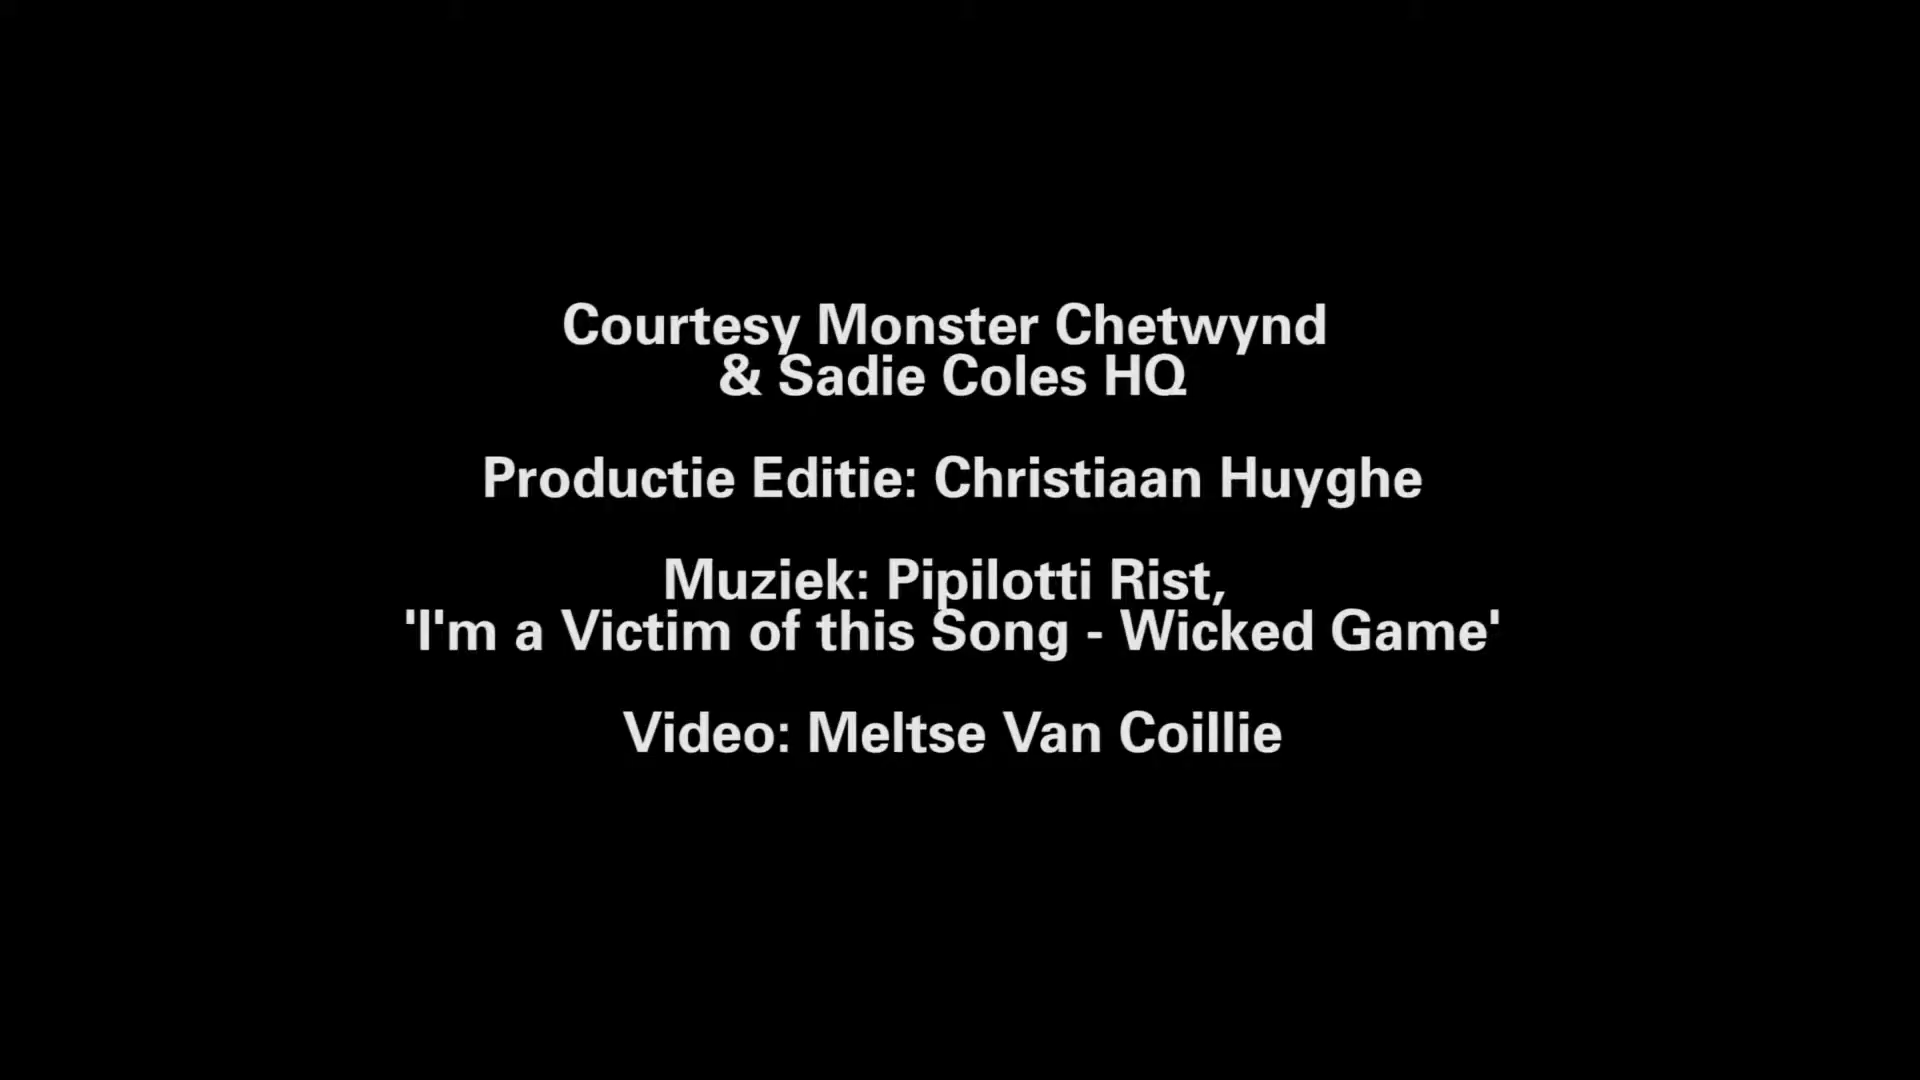 Courtesy Monster Chetwynd
& Sadie Coles HQ
Productie Editie: Christiaan Huyghe
Muziek: Pipilotti Rist,
'I'm a Victim of this Song - Wicked Game'
Video: Meltse Van Coillie